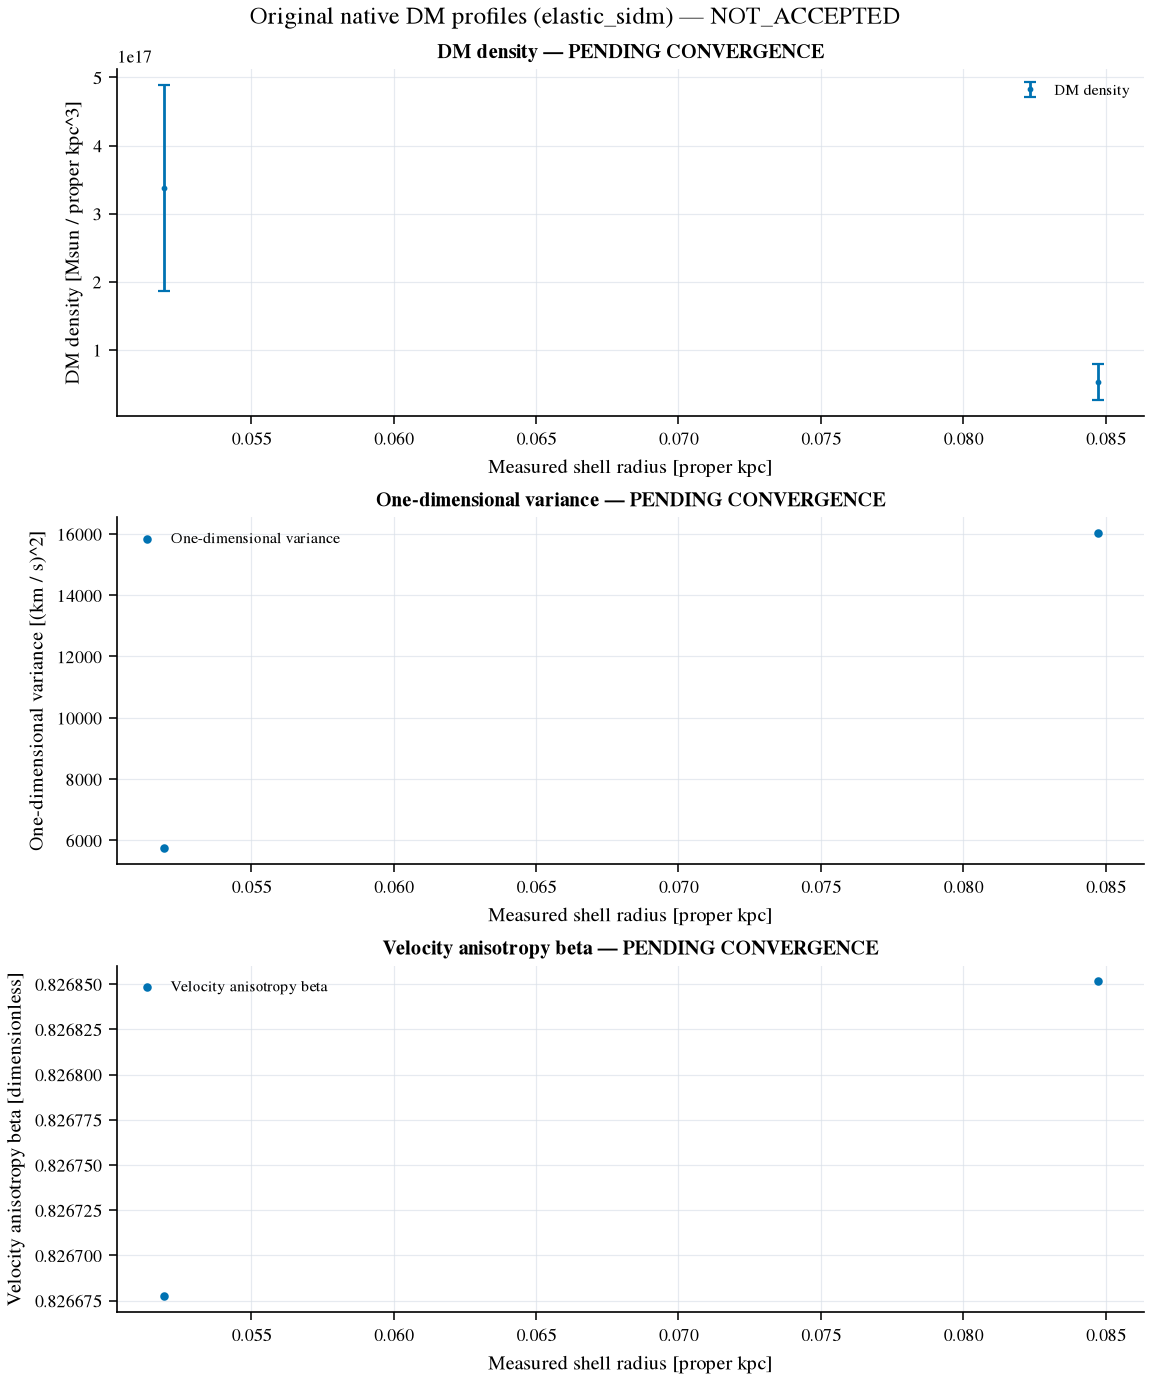 Original native DM profiles (elastic_sidm) — NOT_ACCEPTED
DM density — PENDING CONVERGENCE
1e17
DM density
DM density [Msun / proper kpc^3]
5
4
3
2
1
0.055 0.060 0.065 0.070 0.075 0.080 0.085
Measured shell radius [proper kpc]
One-dimensional variance — PENDING CONVERGENCE
One-dimensional variance
One-dimensional variance [(km / s)^2]
16000
14000
12000
10000
8000
6000
0.055 0.060 0.065 0.070 0.075 0.080 0.085
Measured shell radius [proper kpc]
Velocity anisotropy beta — PENDING CONVERGENCE
Velocity anisotropy beta
Velocity anisotropy beta [dimensionless]
0.826850
0.826825
0.826800
0.826775
0.826750
0.826725
0.826700
0.826675
0.055 0.060 0.065 0.070 0.075 0.080 0.085
Measured shell radius [proper kpc]